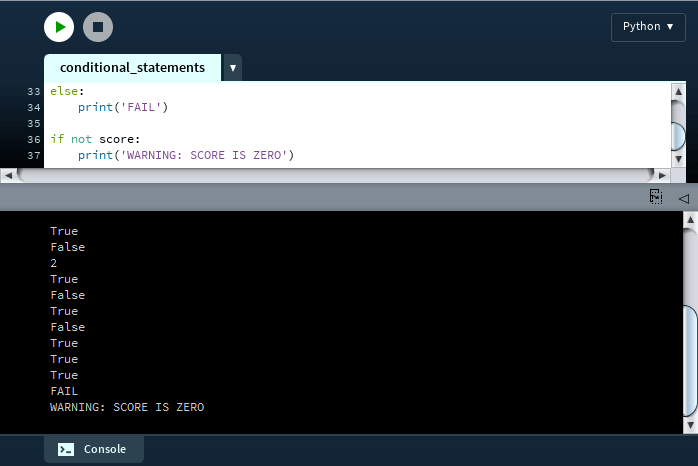 Python
conditional_statements
33 else:
34     print('FAIL')
35
36 if not score:
37     print('WARNING: SCORE IS ZERO')
True
False
2
True
False
True
False
True
True
True
FAIL
WARNING: SCORE IS ZERO
Console